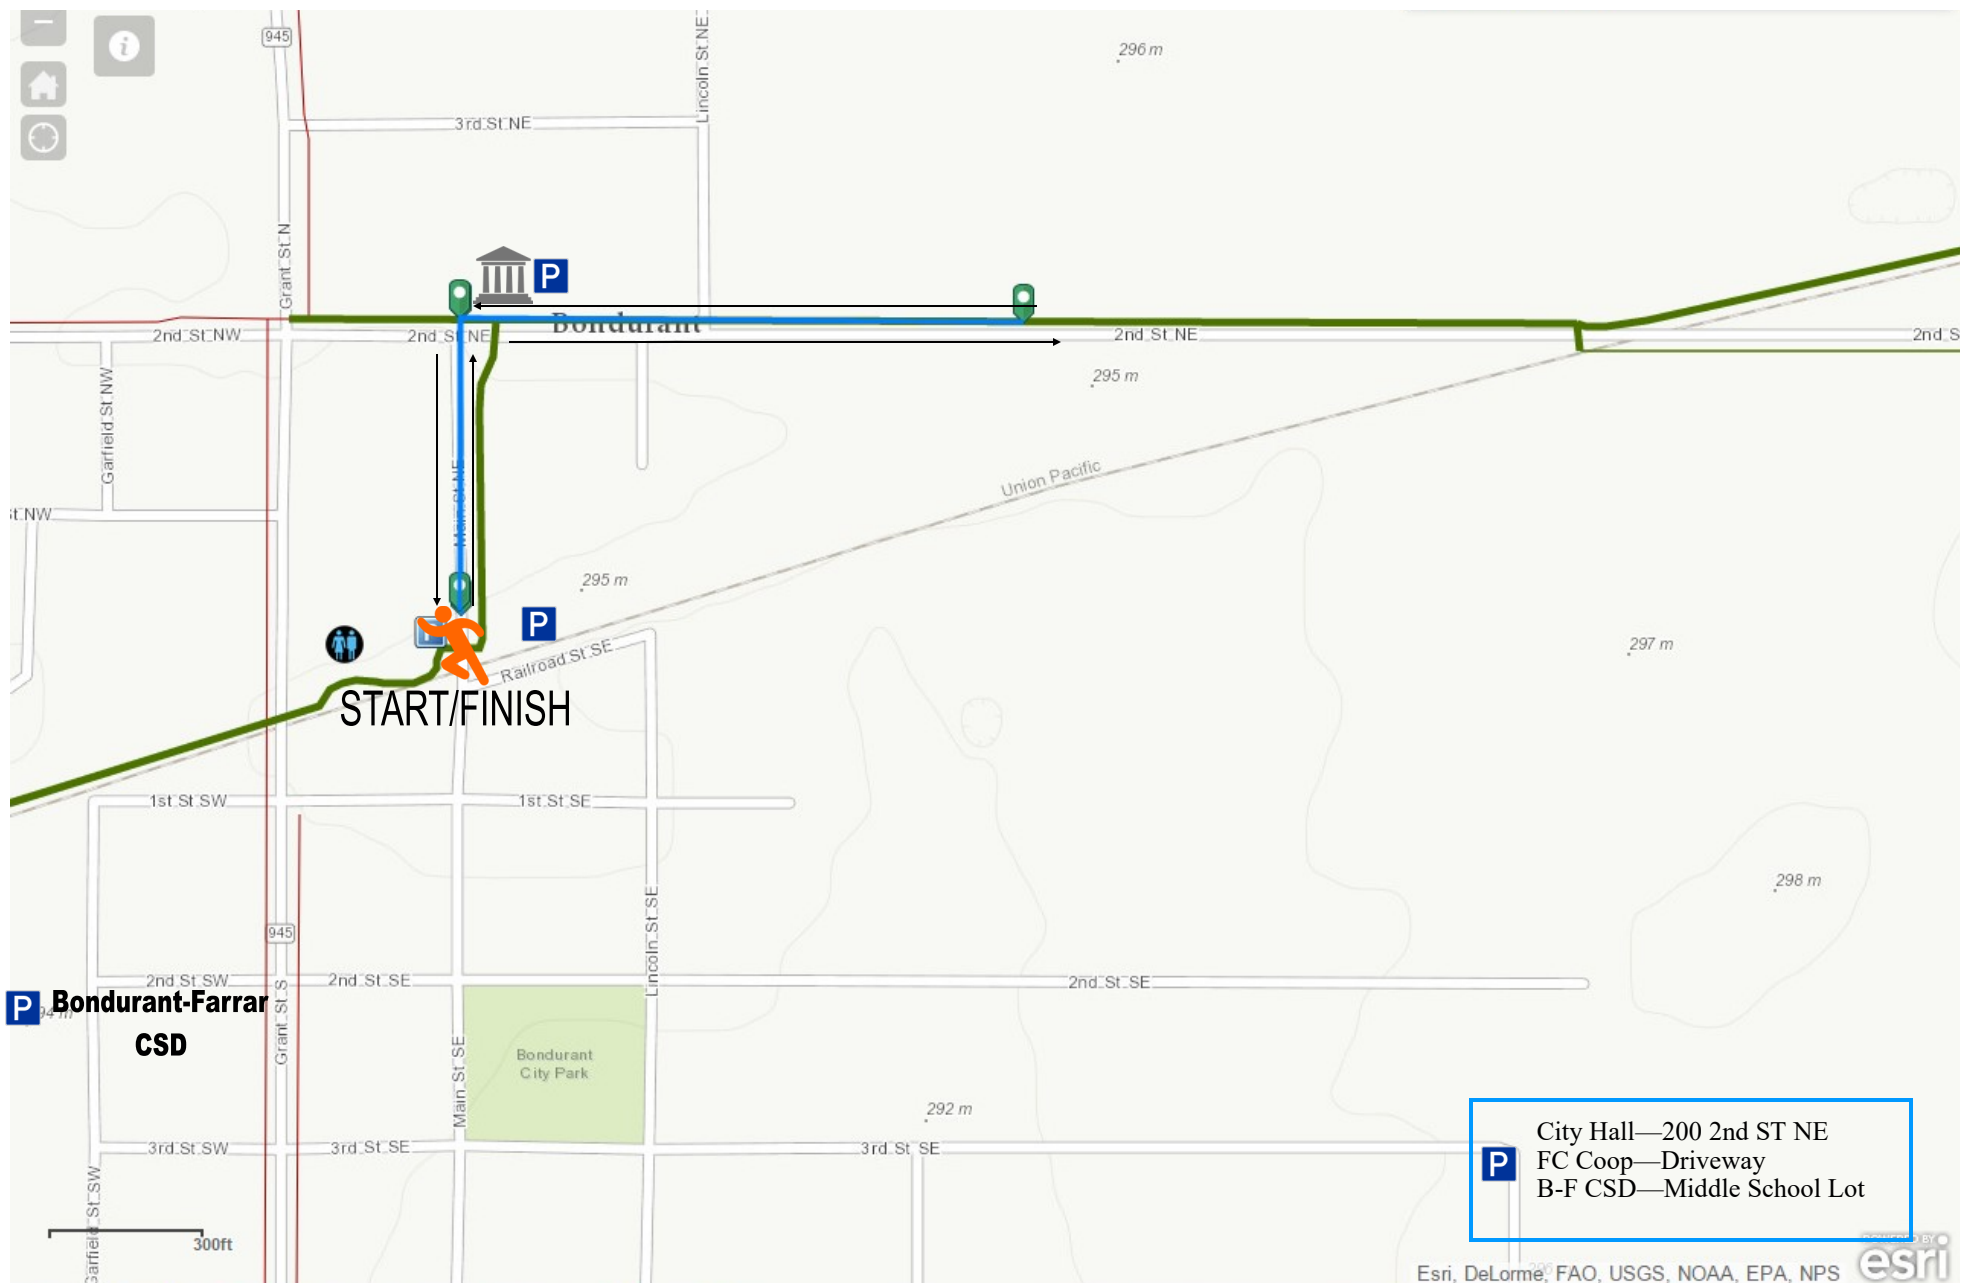 945
296 m
Lincoln St NE
3rd St NE
Grant St N
P
Bondurant
2nd St NW
2nd St NE
2nd St NE
2nd S
295 m
Garfield St NW
Main St NE
Union Pacific
St NW
295 m
P
297 m
Railroad St SE
START/FINISH
1st St SW
1st St SE
298 m
Lincoln St SE
945
2nd St SW
2nd St SE
2nd St SE
P
Bondurant-Farrar
CSD
94 m
Grant St S
Main St SE
Bondurant
City Park
292 m
3rd St SW
3rd St SE
3rd St SE
Garfield St SW
P
City Hall—200 2nd ST NE
FC Coop—Driveway
B-F CSD—Middle School Lot
300ft
POWERED BY
esri
Esri, DeLorme, FAO, USGS, NOAA, EPA, NPS